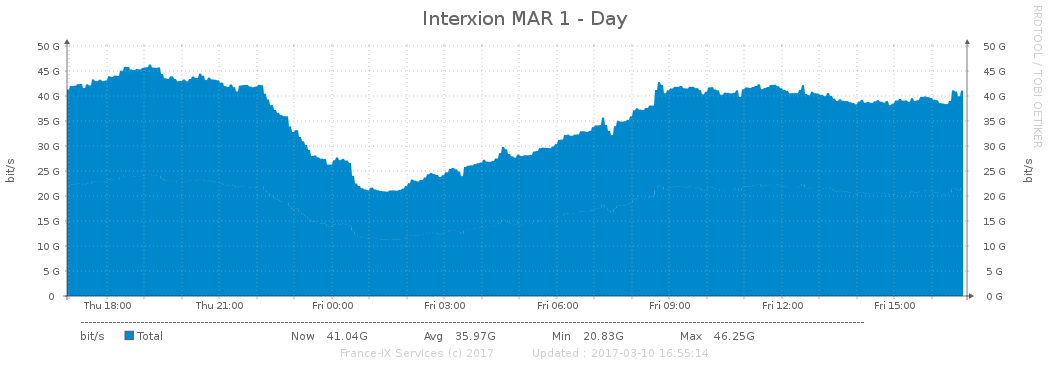 Interxion MAR 1 - Day
RRDTOOL / TOBI OETIKER
bit/s
bit/s
50 G 50 G
45 G 45 G
40 G 40 G
35 G 35 G
30 G 30 G
25 G 25 G
20 G 20 G
15 G 15 G
10 G 10 G
5 G 5 G
0 0 G
Thu 18:00 Thu 21:00 Fri 00:00 Fri 03:00 Fri 06:00 Fri 09:00 Fri 12:00 Fri 15:00
bit/s Total Now 41.04G Avg 35.97G Min 20.83G Max 46.25G
France-IX Services (c) 2017 Updated : 2017-03-10 16:55:14